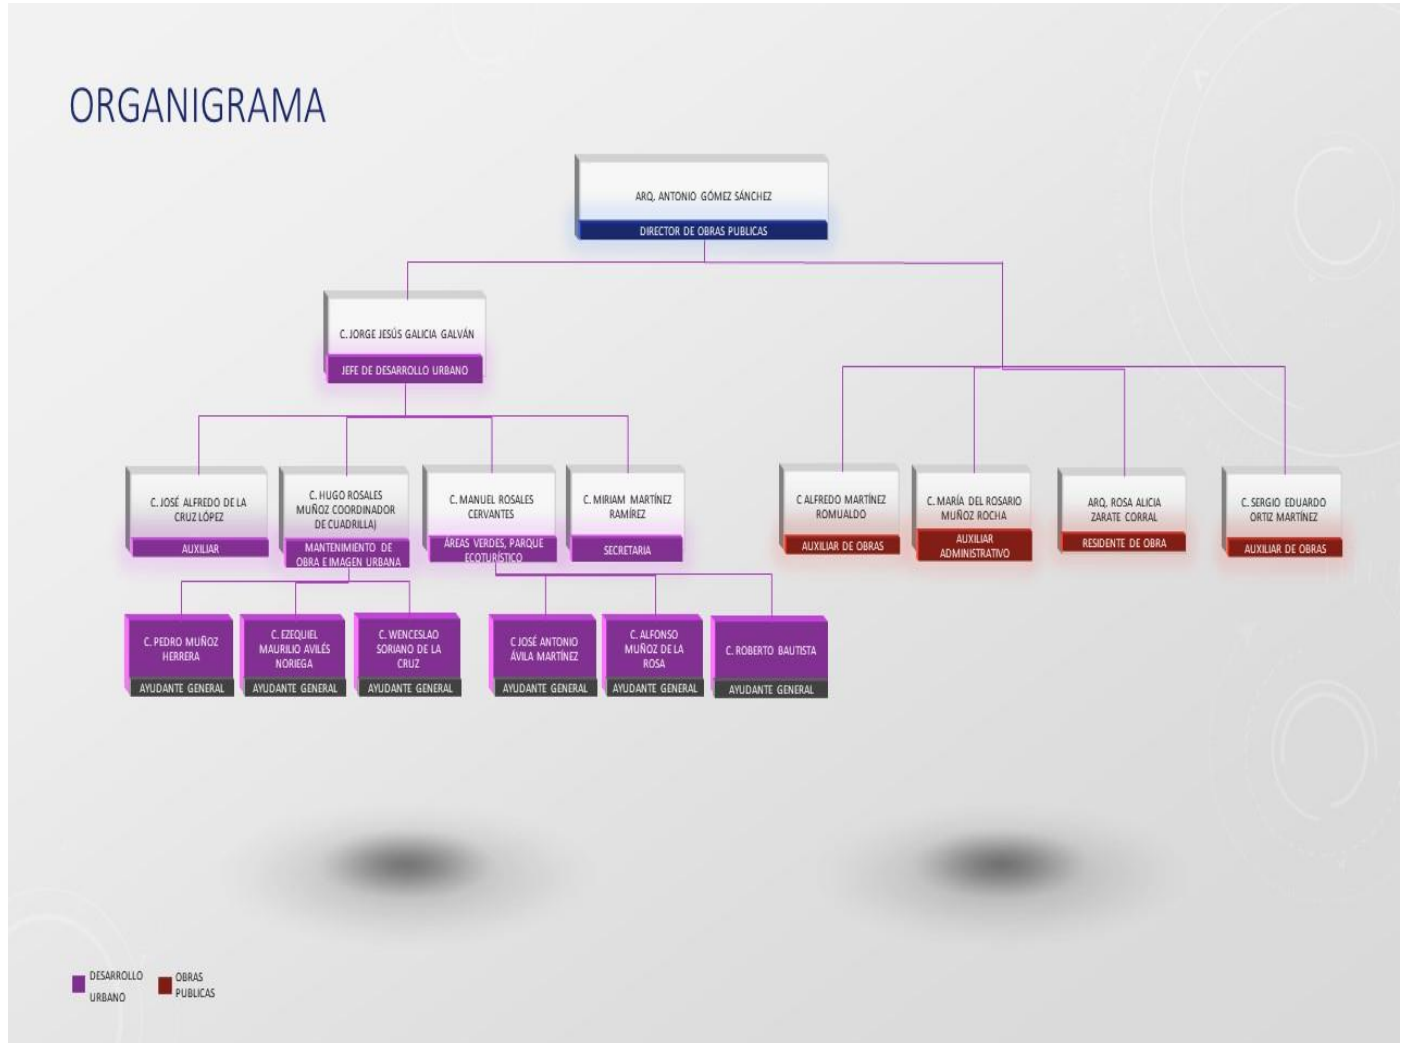 ORGANIGRAMA
ARQ. ANTONIO GÓMEZ SÁNCHEZ
DIRECTOR DE OBRAS PUBLICAS
C. JORGE JESÚS GALICIA GALVÁN
JEFE DE DESARROLLO URBANO
C. JOSÉ ALFREDO DE LA
CRUZ LÓPEZ
AUXILIAR
C. HUGO ROSALES
MUÑOZ COORDINADOR
DE CUADRILLA)
MANTENIMIENTO DE
OBRA E IMAGEN URBANA
C. MANUEL ROSALES
CERVANTES
ÁREAS VERDES, PARQUE
ECOTURÍSTICO
C. MIRIAM MARTÍNEZ
RAMÍREZ
SECRETARIA
C ALFREDO MARTÍNEZ
ROMUALDO
AUXILIAR DE OBRAS
C. MARÍA DEL ROSARIO
MUÑOZ ROCHA
AUXILIAR
ADMINISTRATIVO
ARQ. ROSA ALICIA
ZARATE CORRAL
RESIDENTE DE OBRA
C. SERGIO EDUARDO
ORTIZ MARTÍNEZ
AUXILIAR DE OBRAS
C. PEDRO MUÑOZ
HERRERA
AYUDANTE GENERAL
C. EZEQUIEL
MAURILIO AVILÉS
NORIEGA
AYUDANTE GENERAL
C. WENCESLAO
SORIANO DE LA
CRUZ
AYUDANTE GENERAL
C JOSÉ ANTONIO
ÁVILA MARTÍNEZ
AYUDANTE GENERAL
C. ALFONSO
MUÑOZ DE LA
ROSA
AYUDANTE GENERAL
C. ROBERTO BAUTISTA
AYUDANTE GENERAL
DESARROLLO
URBANO
OBRAS
PUBLICAS